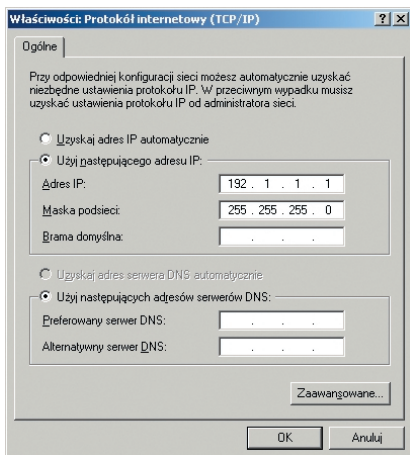 Właściwości: Protokół internetowy (TCP/IP)
Ogólne
Przy odpowiedniej konfiguracji sieci możesz automatycznie uzyskać
niezbędne ustawienia protokołu IP. W przeciwnym wypadku musisz
uzyskać ustawienia protokołu IP od administratora sieci.
Uzyskaj adres IP automatycznie
Użyj następującego adresu IP:
Adres IP: 192 . 1 . 1 . 1
Maska podsieci: 255 . 255 . 255 . 0
Brama domyślna: . . .
Uzyskaj adres serwera DNS automatycznie
Użyj następujących adresów serwerów DNS:
Preferowany serwer DNS: . . .
Alternatywny serwer DNS: . . .
Zaawansowane...
OK Anuluj